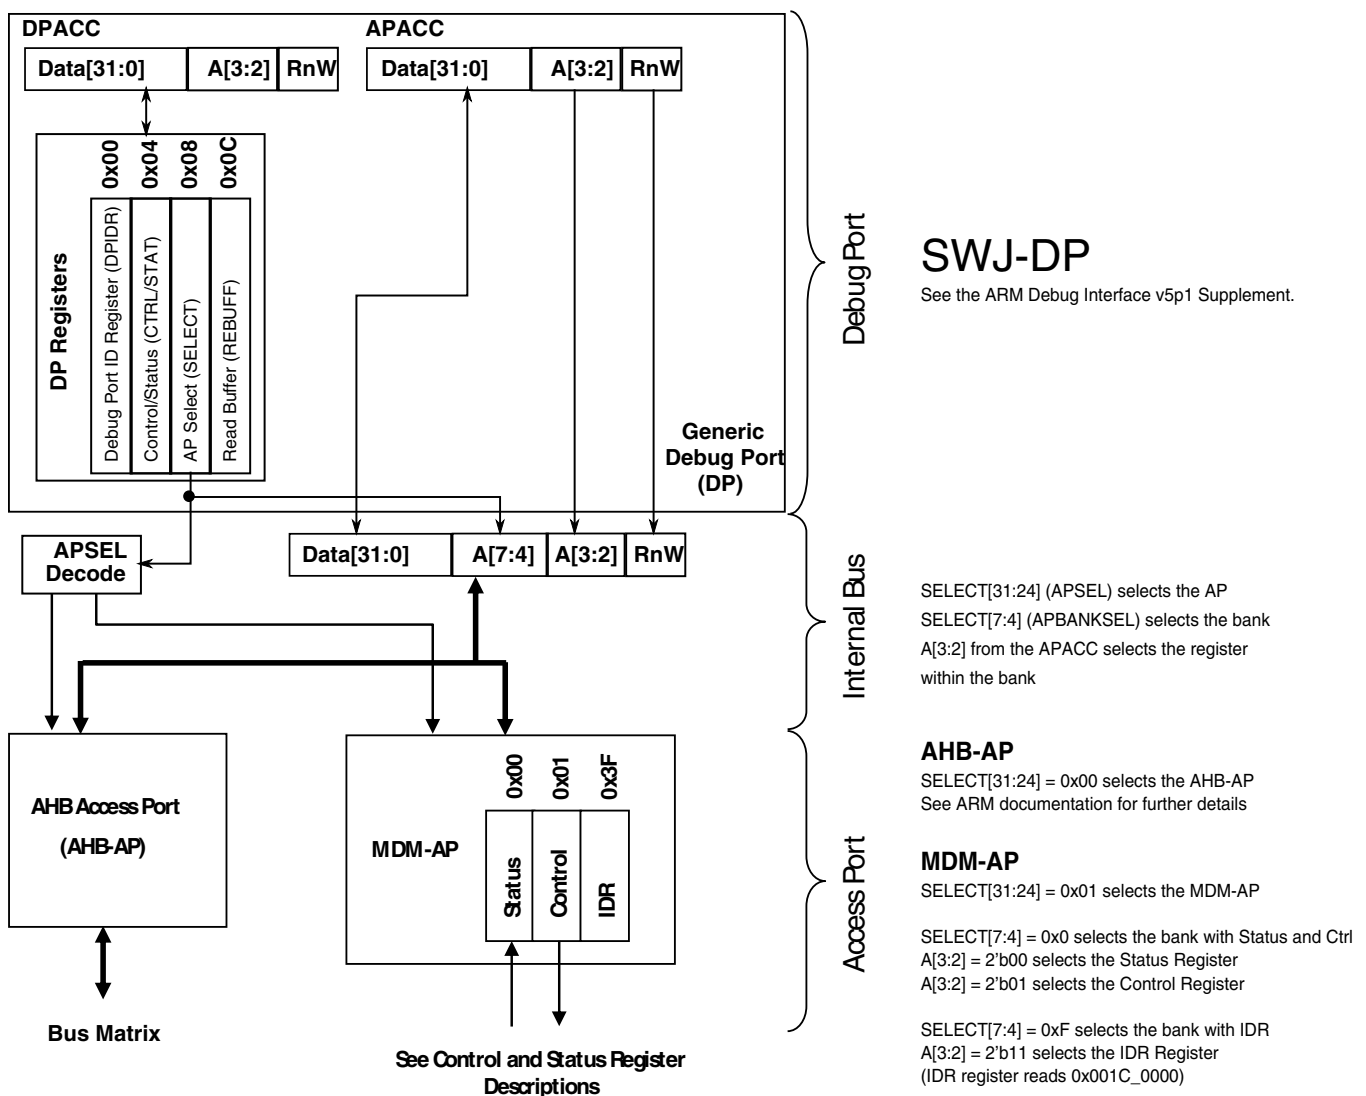 DPACC
APACC
Data[31:0] A[3:2] RnW
Data[31:0] A[3:2] RnW
0x00
0x04
0x08
0x0C
DP Registers
Debug Port ID Register (DPIDR)
Control/Status (CTRL/STAT)
AP Select (SELECT)
Read Buffer (REBUFF)
Generic
Debug Port
(DP)
Debug Port
SWJ-DP
See the ARM Debug Interface v5p1 Supplement.
APSEL
Decode
Data[31:0] A[7:4] A[3:2] RnW
Internal Bus
SELECT[31:24] (APSEL) selects the AP
SELECT[7:4] (APBANKSEL) selects the bank
A[3:2] from the APACC selects the register
within the bank
AHB Access Port
(AHB-AP)
Bus Matrix
MDM-AP
0x00
0x01
0x3F
Status
Control
IDR
See Control and Status Register
Descriptions
Access Port
AHB-AP
SELECT[31:24] = 0x00 selects the AHB-AP
See ARM documentation for further details
MDM-AP
SELECT[31:24] = 0x01 selects the MDM-AP
SELECT[7:4] = 0x0 selects the bank with Status and Ctrl
A[3:2] = 2'b00 selects the Status Register
A[3:2] = 2'b01 selects the Control Register
SELECT[7:4] = 0xF selects the bank with IDR
A[3:2] = 2'b11 selects the IDR Register
(IDR register reads 0x001C_0000)